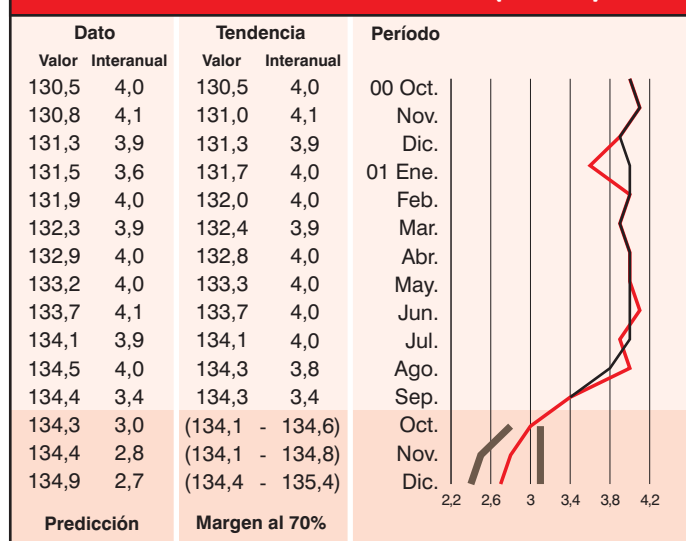 Dato Tendencia Período
Valor Interanual Valor Interanual
130,5 4,0 130,5 4,0 00 Oct.
130,8 4,1 131,0 4,1 Nov.
131,3 3,9 131,3 3,9 Dic.
131,5 3,6 131,7 4,0 01 Ene.
131,9 4,0 132,0 4,0 Feb.
132,3 3,9 132,4 3,9 Mar.
132,9 4,0 132,8 4,0 Abr.
133,2 4,0 133,3 4,0 May.
133,7 4,1 133,7 4,0 Jun.
134,1 3,9 134,1 4,0 Jul.
134,5 4,0 134,3 3,8 Ago.
134,4 3,4 134,3 3,4 Sep.
134,3 3,0 (134,1 - 134,6) Oct.
134,4 2,8 (134,1 - 134,8) Nov.
134,9 2,7 (134,4 - 135,4) Dic.
2,2 2,6 3 3,4 3,8 4,2
Predicción Margen al 70%